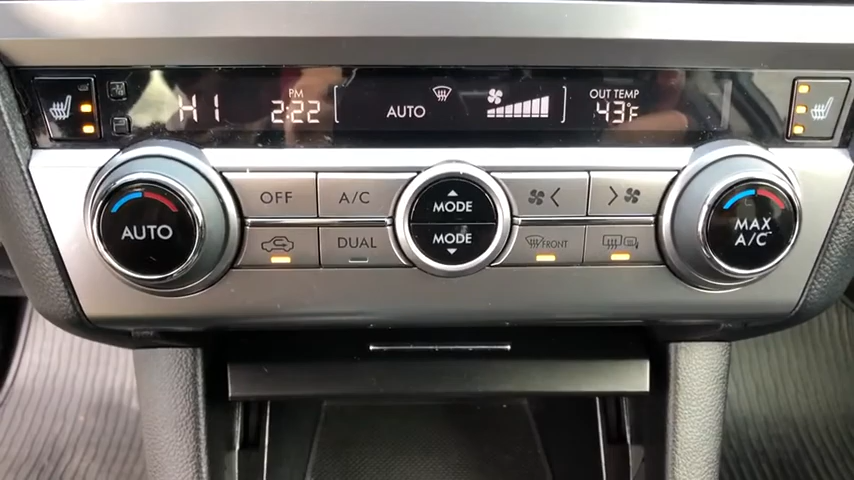 HI
PM
2:22
AUTO
OUT TEMP
43°F
OFF
A/C
MODE
MODE
AUTO
DUAL
FRONT
MAX
A/C